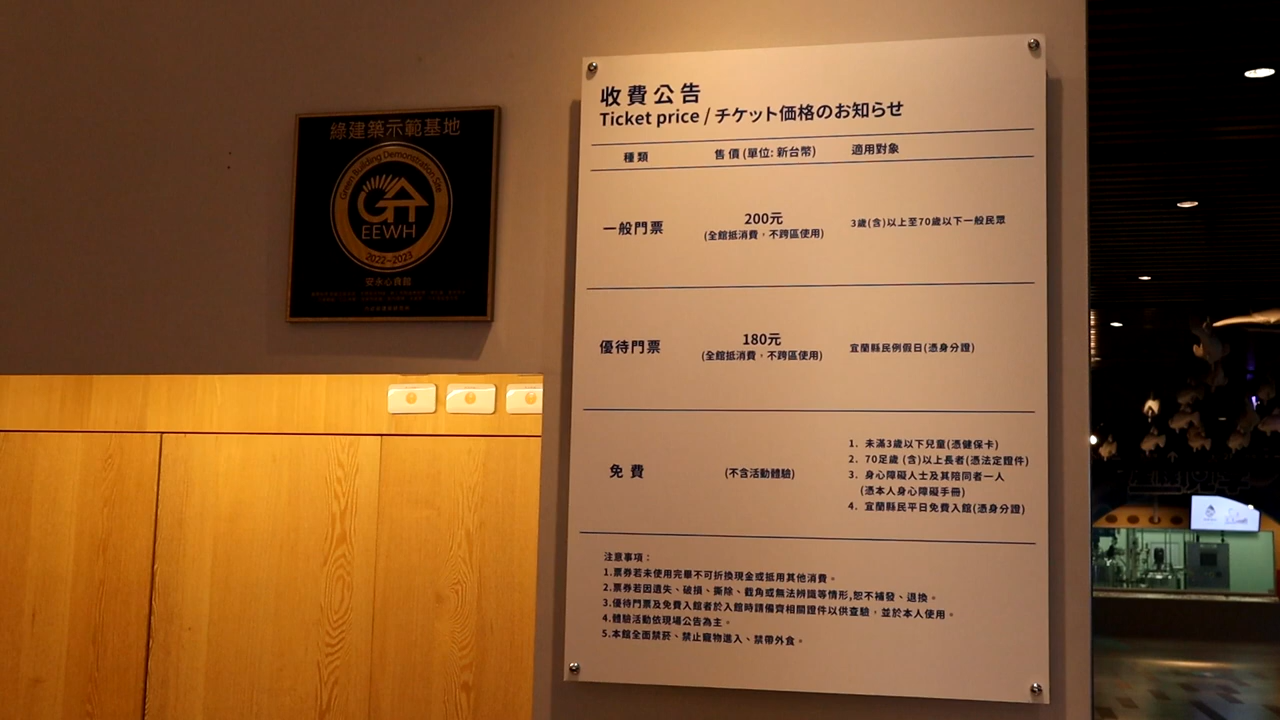 綠建築示範基地
Green Building Demonstration Site
EEWH
2022-2023
安永心食館
收費公告
Ticket price / チケット価格のお知らせ
種類 售價 (單位: 新台幣) 適用對象
一般門票 200元 3歲(含)以上至70歲以下一般民眾
(全館抵消費，不跨區使用)
優待門票 180元 宜蘭縣民例假日(憑身分證)
(全館抵消費，不跨區使用)
免費 (不含活動體驗)
1. 未滿3歲以下兒童(憑健保卡)
2. 70足歲 (含)以上長者(憑法定證件)
3. 身心障礙人士及其陪同者一人
(憑本人身心障礙手冊)
4. 宜蘭縣民平日免費入館(憑身分證)
注意事項：
1.票券若未使用完畢不可折換現金或抵用其他消費。
2.票券若因遺失、破損、撕除、截角或無法辨識等情形,恕不補發、退換。
3.優待門票及免費入館者於入館時請備齊相關證件以供查驗，並於本人使用。
4.體驗活動依現場公告為主。
5.本館全面禁菸、禁止寵物進入、禁帶外食。